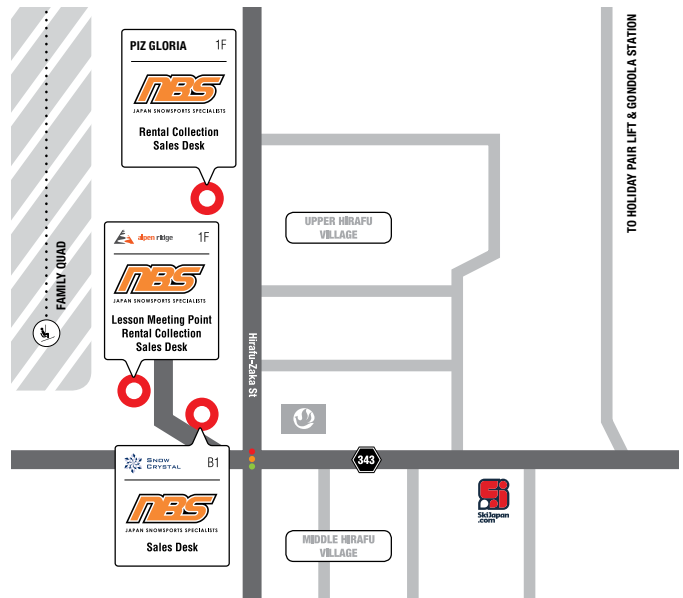 PIZ GLORIA 1F
NBS
JAPAN SNOWSPORTS SPECIALISTS
Rental Collection
Sales Desk
TO HOLIDAY PAIR LIFT & GONDOLA STATION
UPPER HIRAFU
VILLAGE
FAMILY QUAD
alpen ridge 1F
NBS
JAPAN SNOWSPORTS SPECIALISTS
Lesson Meeting Point
Rental Collection
Sales Desk
Hirafu-Zaka St
343
SNOW
CRYSTAL B1
NBS
JAPAN SNOWSPORTS SPECIALISTS
Sales Desk
SkiJapan
.com
MIDDLE HIRAFU
VILLAGE